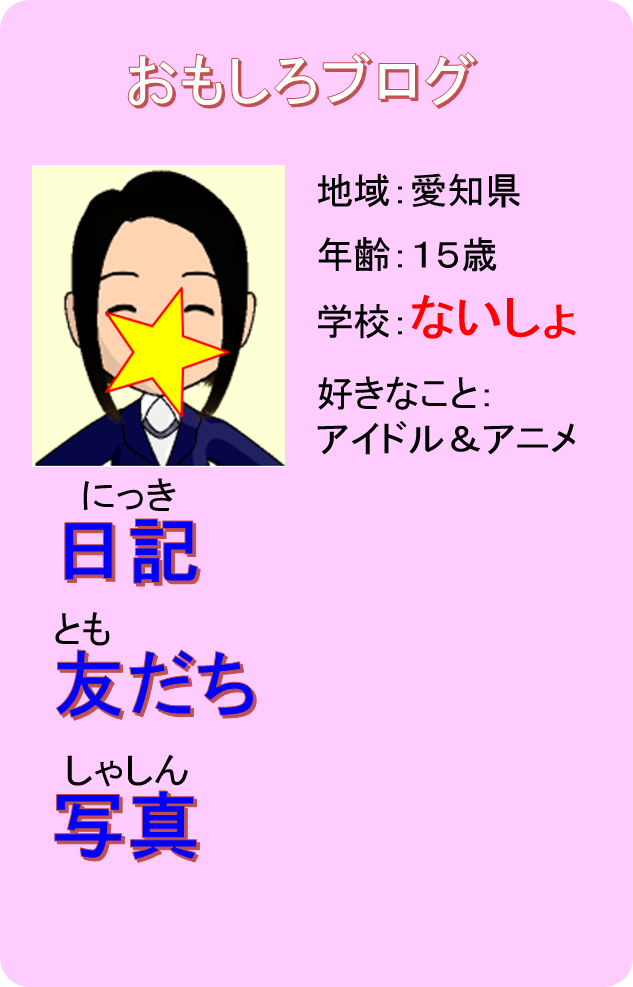 おもしろブログ
地域：愛知県
年齢：１５歳
学校：ないしょ
好きなこと：
アイドル＆アニメ
にっき
日記
とも
友だち
しゃしん
写真